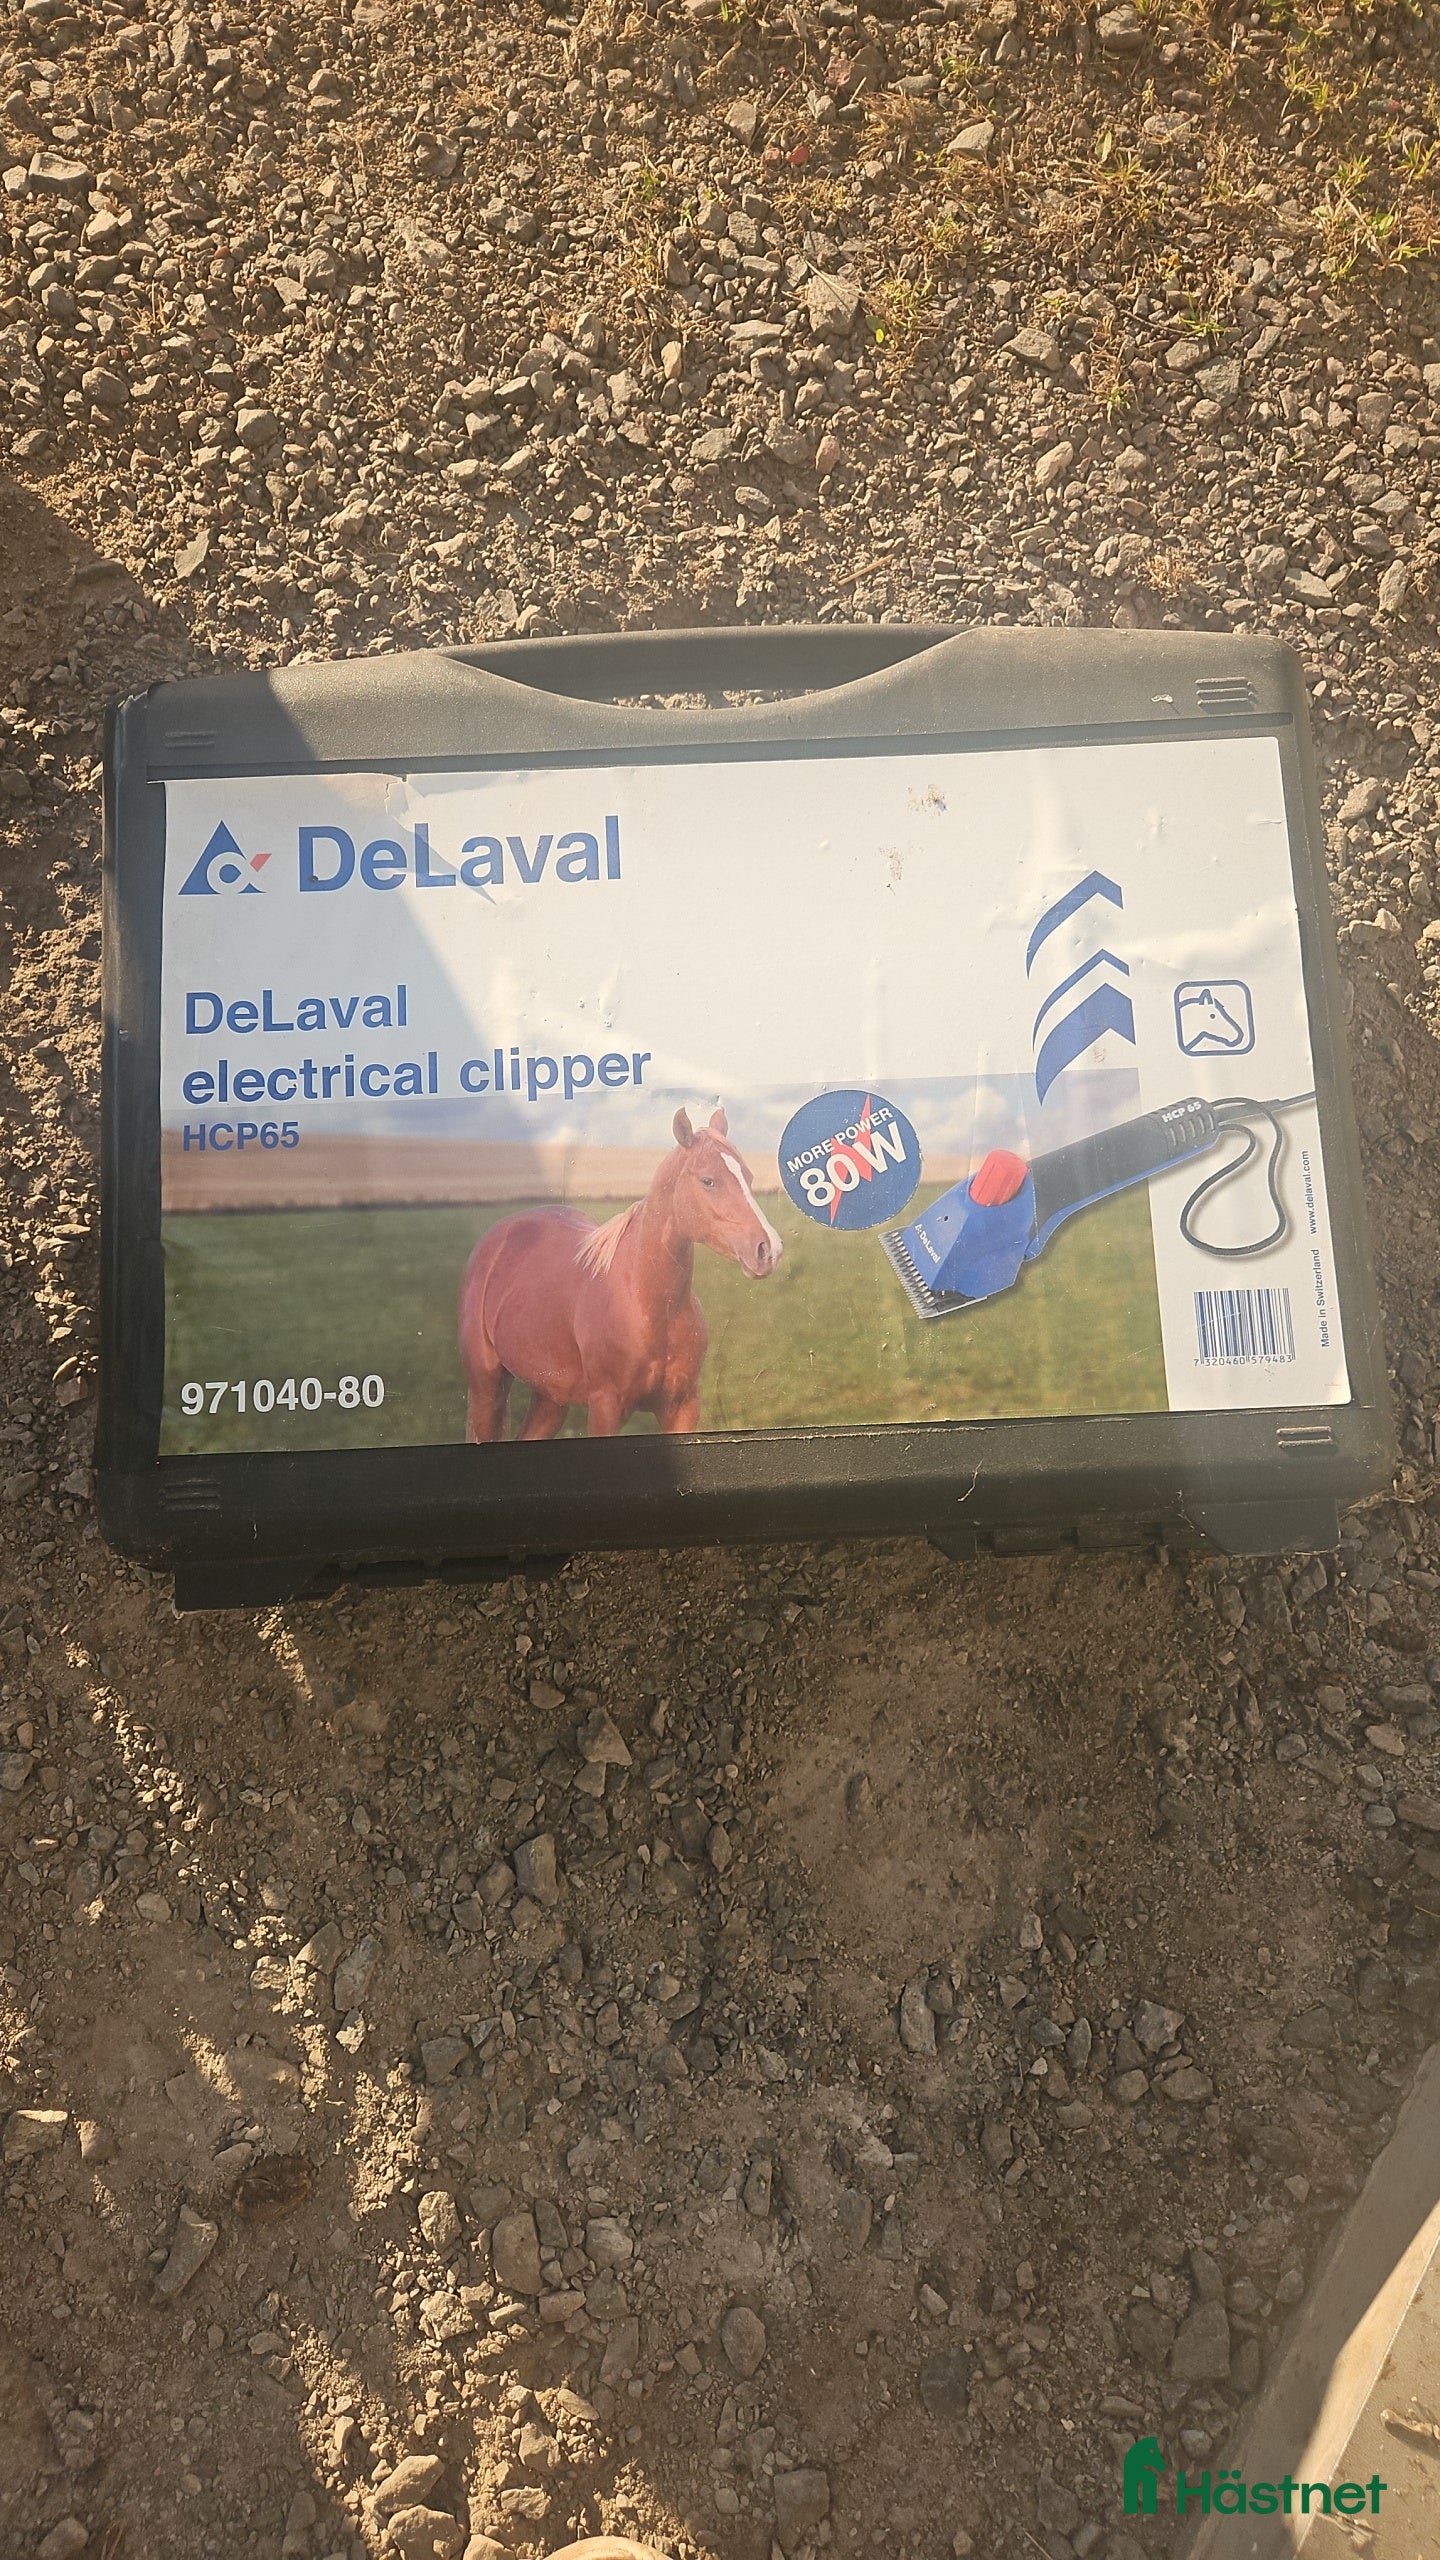 DeLaval
DeLaval
electrical clipper
HCP65
MORE POWER
80W
HCP 65
DeLaval
971040-80
7 320460 579483
Made in Switzerland www.delaval.com
Hästnet